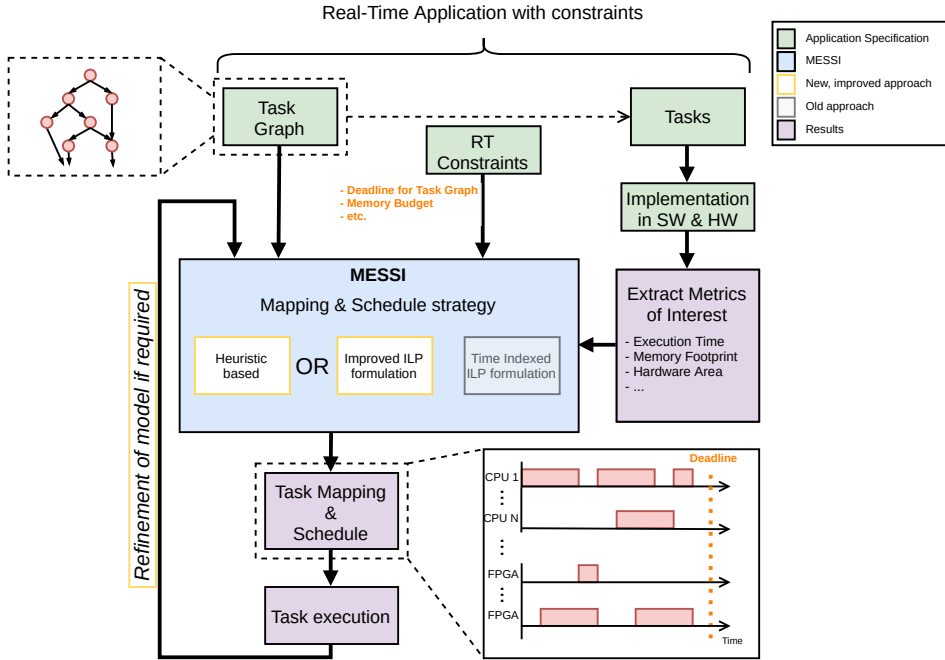 Real-Time Application with constraints
Application Specification
MESSI
New, improved approach
Old approach
Results
Task
Graph
RT
Constraints
Tasks
- Deadline for Task Graph
- Memory Budget
- etc.
Implementation
in SW & HW
MESSI
Mapping & Schedule strategy
Heuristic
based
OR
Improved ILP
formulation
Time Indexed
ILP formulation
Extract Metrics
of Interest
- Execution Time
- Memory Footprint
- Hardware Area
- ...
Refinement of model if required
Task Mapping
&
Schedule
Task execution
Deadline
CPU 1
CPU N
FPGA
FPGA
Time